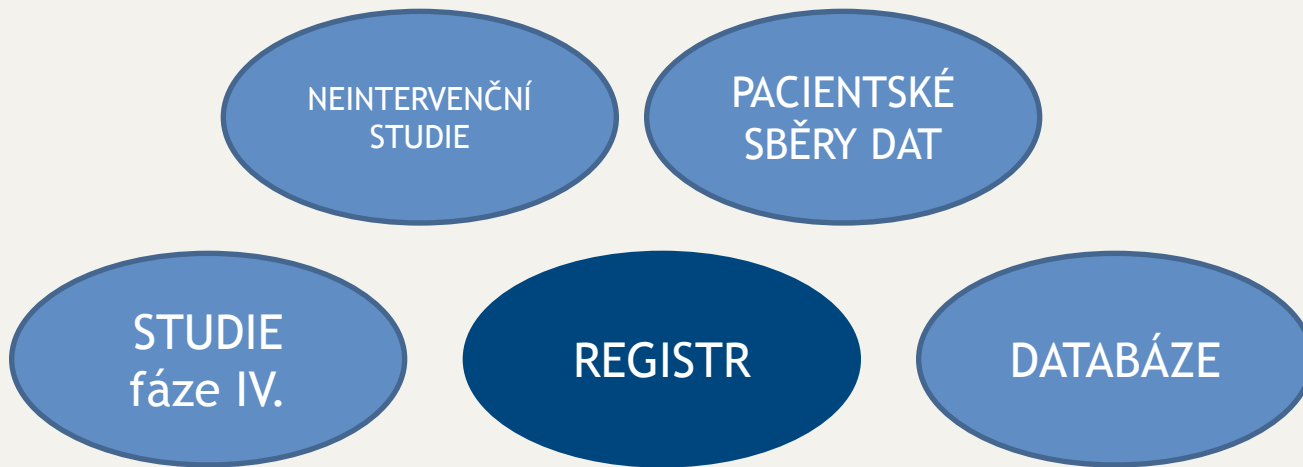 NEINTERVENČNÍ
STUDIE
PACIENTSKÉ
SBĚRY DAT
STUDIE
fáze IV.
REGISTR
DATABÁZE